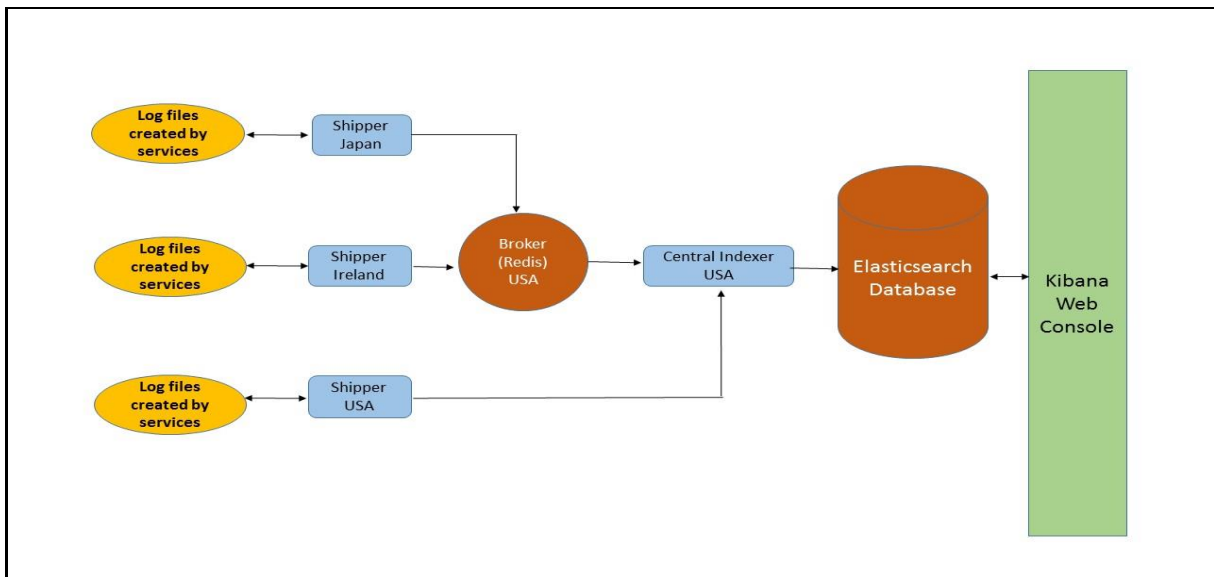 Log files
created by
services
Shipper
Japan
Log files
created by
services
Shipper
Ireland
Broker
(Redis)
USA
Central Indexer
USA
Elasticsearch
Database
Kibana
Web
Console
Log files
created by
services
Shipper
USA